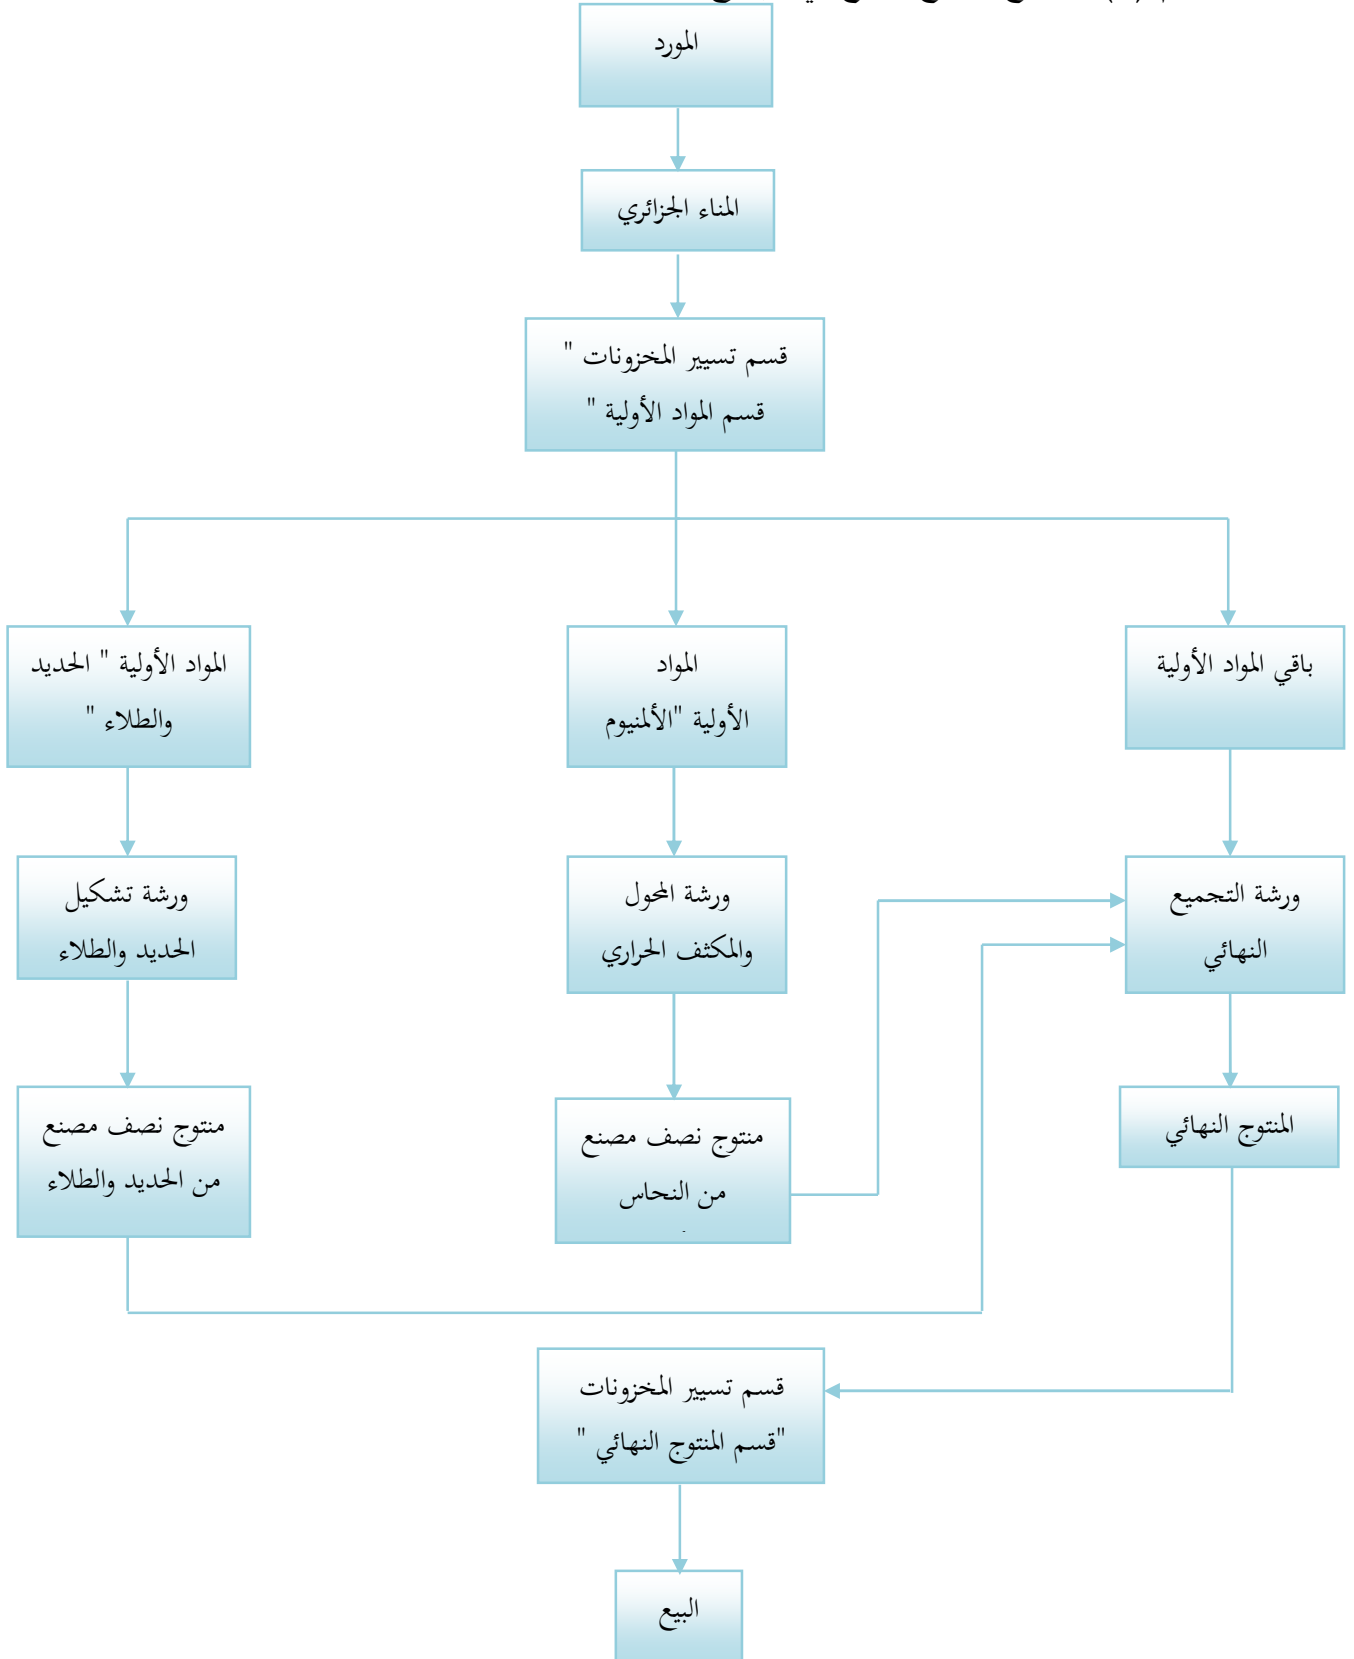 المورد
المناء الجزائري
قسم تسيير المخزونات "
قسم المواد الأولية "
باقي المواد الأولية
المواد
الأولية "الألمنيوم
المواد الأولية " الحديد
والطلاء "
ورشة التجميع
النهائي
ورشة المحول
والمكثف الحراري
ورشة تشكيل
الحديد والطلاء
المنتوج النهائي
منتوج نصف مصنع
من النحاس
منتوج نصف مصنع
من الحديد والطلاء
قسم تسيير المخزونات
"قسم المنتوج النهائي "
البيع